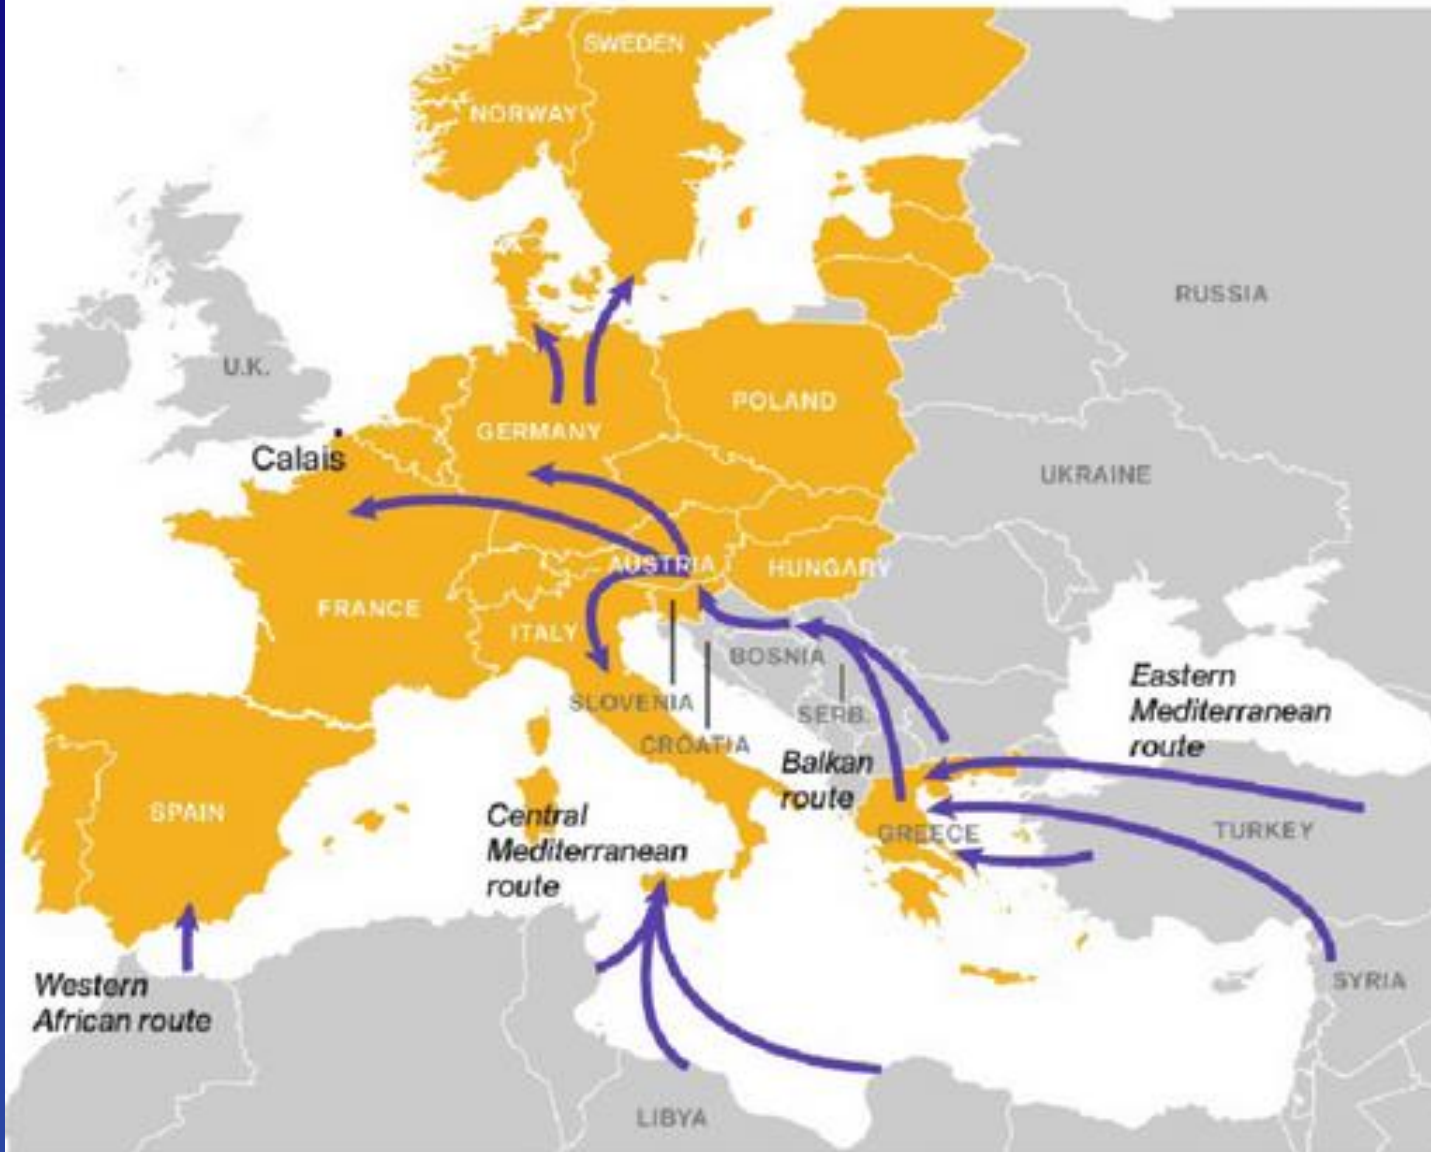 SWEDEN
NORWAY
RUSSIA
U.K.
POLAND
GERMANY
Calais
UKRAINE
AUSTRIA
HUNGARY
FRANCE
ITALY
BOSNIA
Eastern
Mediterranean
route
SLOVENIA
SERB.
CROATIA
Balkan
route
SPAIN
Central
Mediterranean
route
GREECE
TURKEY
Western
African route
SYRIA
LIBYA